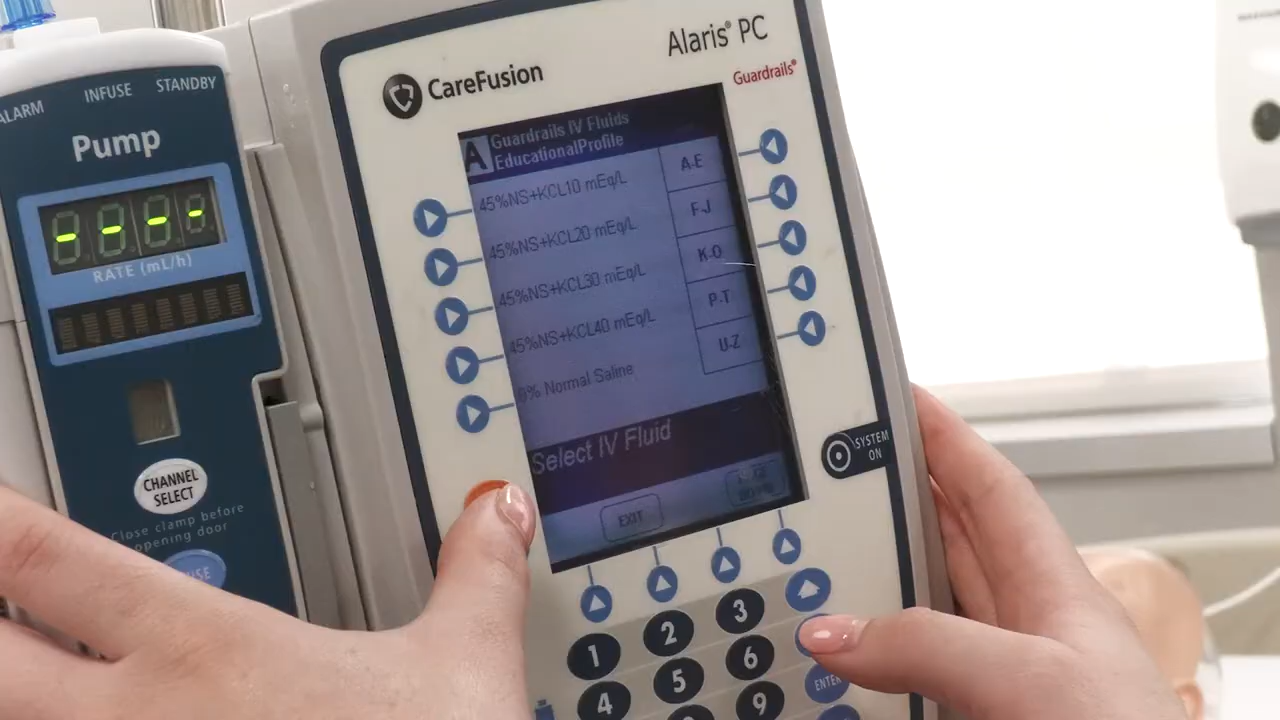 ALARM INFUSE STANDBY
Pump
RATE (mL/h)
CHANNEL
SELECT
Close clamp before
opening door
CareFusion
Alaris® PC
Guardrails®
A
Guardrails IV Fluids
EducationalProfile
45%NS+KCL10 mEq/L
45%NS+KCL20 mEq/L
45%NS+KCL30 mEq/L
45%NS+KCL40 mEq/L
9% Normal Saline
A-E
F-J
K-O
P-T
U-Z
Select IV Fluid
EXIT
SYSTEM
ON
1 2 3
4 5 6
9
ENTER